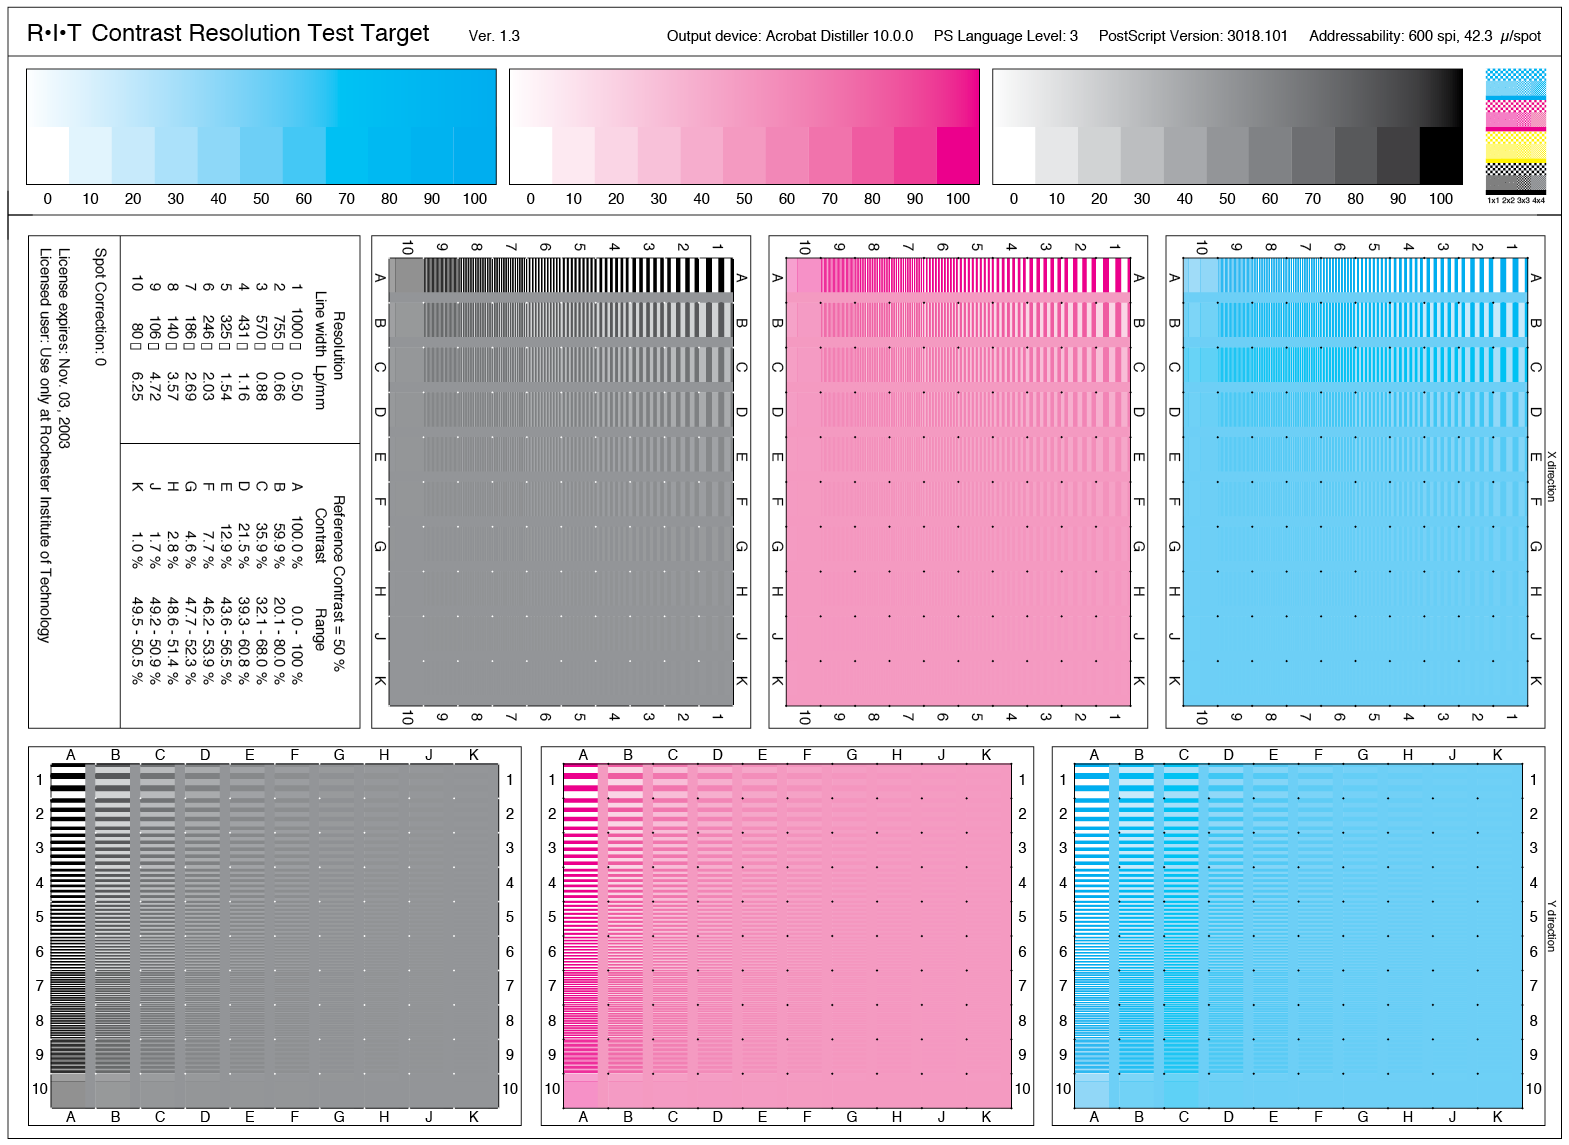 R•I•T Contrast Resolution Test Target
Ver. 1.3
Output device: Acrobat Distiller 10.0.0
PS Language Level: 3
PostScript Version: 3018.101
Addressability: 600 spi, 42.3 µ/spot
0 10 20 30 40 50 60 70 80 90 100
0 10 20 30 40 50 60 70 80 90 100
0 10 20 30 40 50 60 70 80 90 100
1x1 2x2 3x3 4x4
Resolution
Line width Lp/mm
1 1000 0.50
2 755 0.66
3 570 0.88
4 431 1.16
5 325 1.54
6 246 2.03
7 186 2.69
8 140 3.57
9 106 4.72
10 80 6.25
Reference Contrast = 50 %
Contrast Range
A 100.0 % 0.0 - 100 %
B 59.9 % 20.1 - 80.0 %
C 35.9 % 32.1 - 68.0 %
D 21.5 % 39.3 - 60.8 %
E 12.9 % 43.6 - 56.5 %
F 7.7 % 46.2 - 53.9 %
G 4.6 % 47.7 - 52.3 %
H 2.8 % 48.6 - 51.4 %
J 1.7 % 49.2 - 50.9 %
K 1.0 % 49.5 - 50.5 %
Spot Correction: 0
License expires: Nov. 03, 2003
Licensed user: Use only at Rochester Institute of Technology
10 9 8 7 6 5 4 3 2 1
A A
B B
C C
D D
E E
F F
G G
H H
J J
K K
10 9 8 7 6 5 4 3 2 1
10 9 8 7 6 5 4 3 2 1
A A
B B
C C
D D
E E
F F
G G
H H
J J
K K
10 9 8 7 6 5 4 3 2 1
10 9 8 7 6 5 4 3 2 1
A A
B B
C C
D D
E E
F F
G G
H H
J J
K K
10 9 8 7 6 5 4 3 2 1
X direction
A B C D E F G H J K
1 1
2 2
3 3
4 4
5 5
6 6
7 7
8 8
9 9
10 10
A B C D E F G H J K
A B C D E F G H J K
1 1
2 2
3 3
4 4
5 5
6 6
7 7
8 8
9 9
10 10
A B C D E F G H J K
A B C D E F G H J K
1 1
2 2
3 3
4 4
5 5
6 6
7 7
8 8
9 9
10 10
A B C D E F G H J K
Y direction